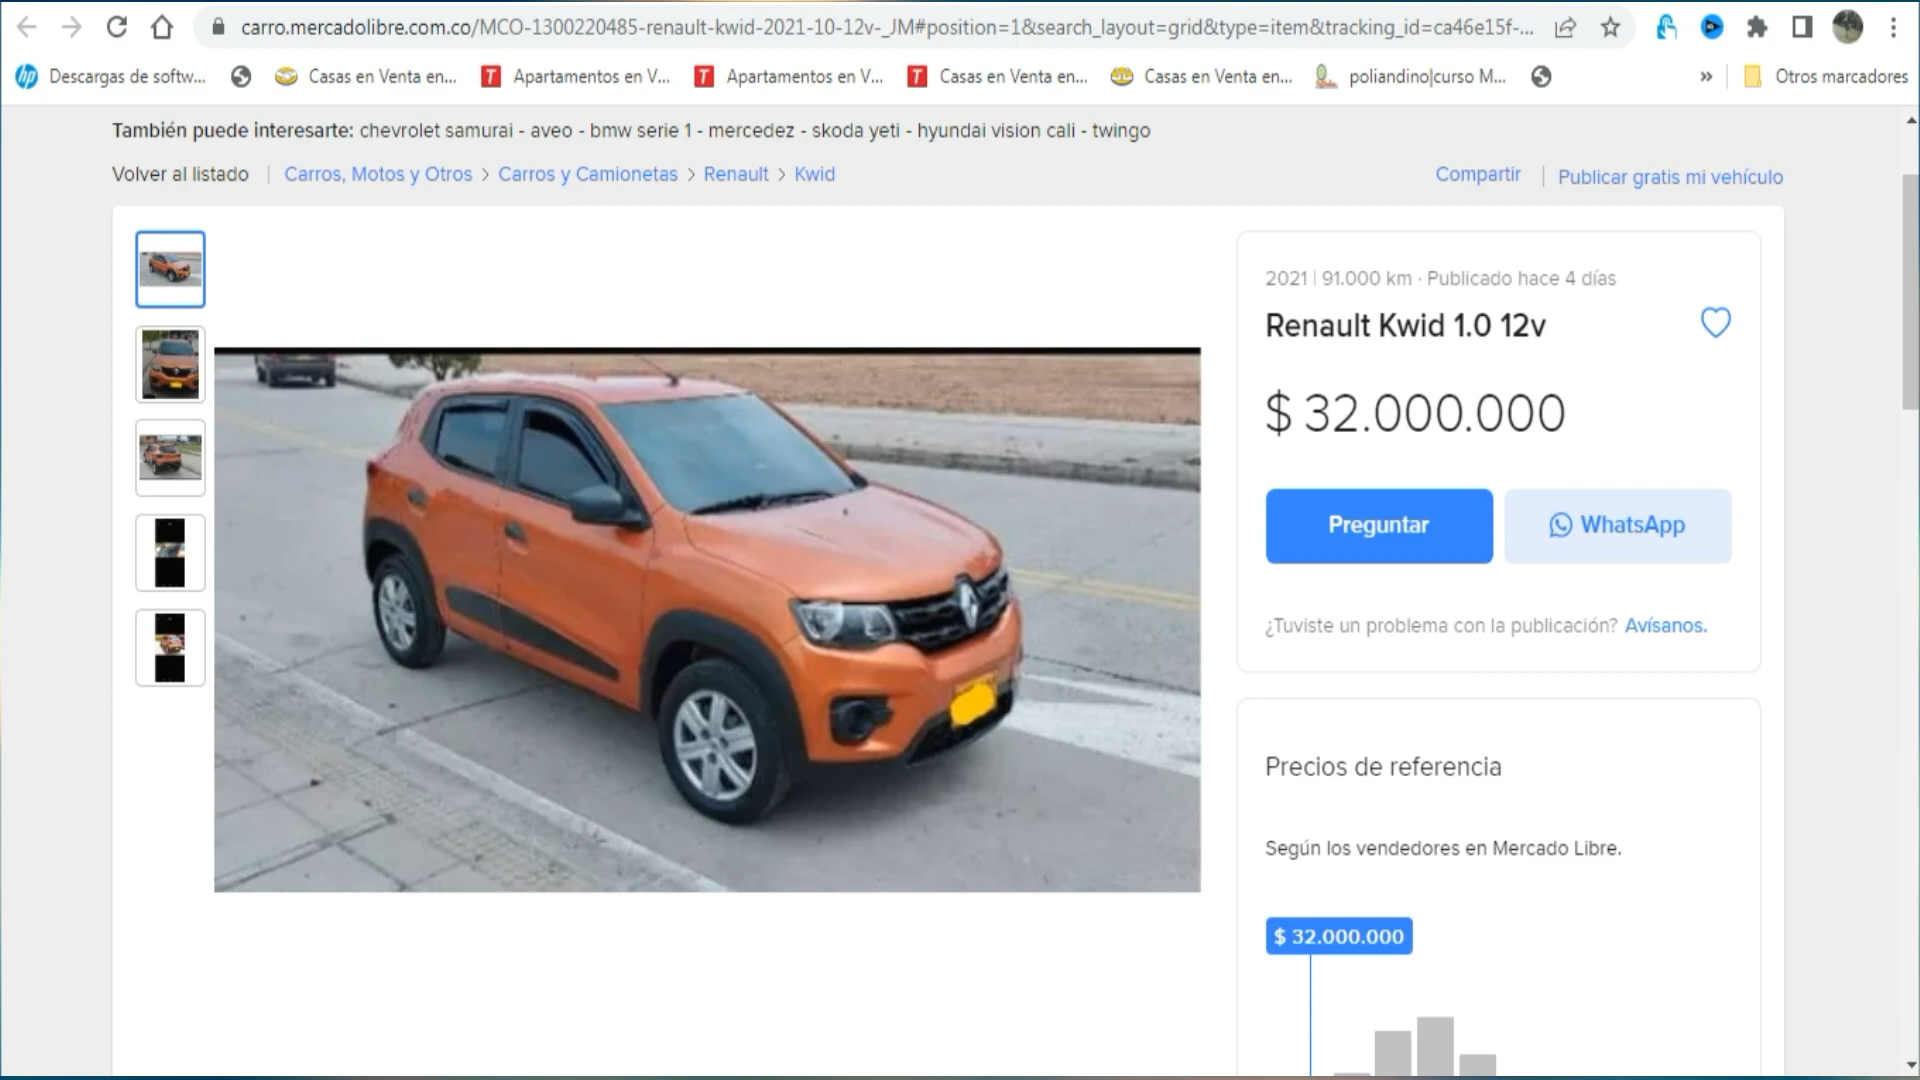 carro.mercadolibre.com.co/MCO-1300220485-renault-kwid-2021-10-12v-_JM#position=1&search_layout=grid&type=item&tracking_id=ca46e15f-...
Descargas de softw... Casas en Venta en... Apartamentos en V... Apartamentos en V... Casas en Venta en... Casas en Venta en... poliandino|curso M... » Otros marcadores
También puede interesarte: chevrolet samurai - aveo - bmw serie 1 - mercedez - skoda yeti - hyundai vision cali - twingo
Volver al listado | Carros, Motos y Otros > Carros y Camionetas > Renault > Kwid
Compartir | Publicar gratis mi vehículo
2021 | 91.000 km · Publicado hace 4 días
Renault Kwid 1.0 12v
$ 32.000.000
Preguntar WhatsApp
¿Tuviste un problema con la publicación? Avísanos.
Precios de referencia
Según los vendedores en Mercado Libre.
$ 32.000.000